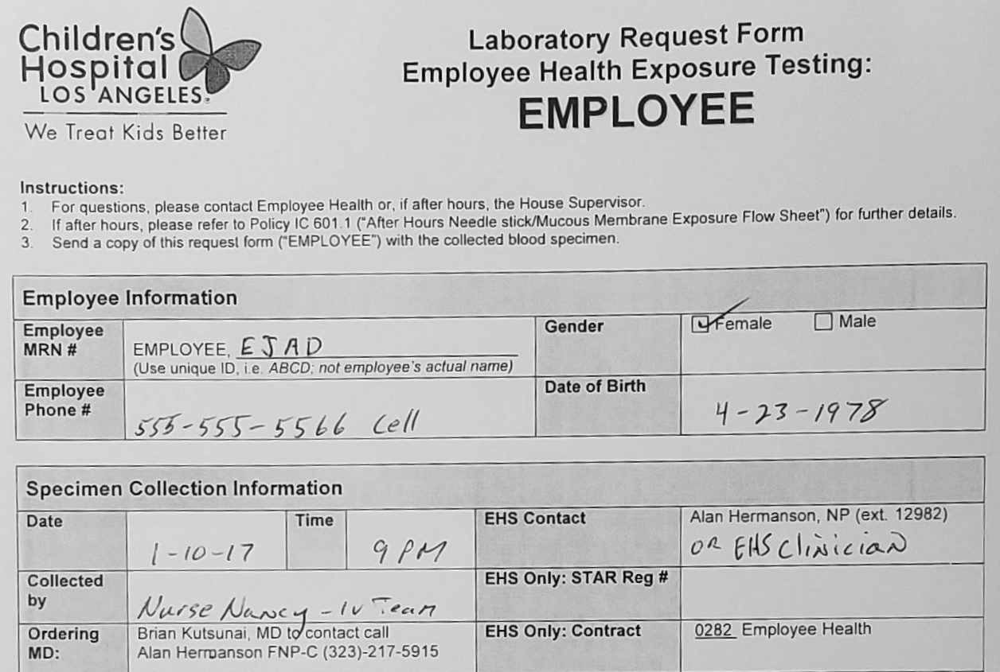 Children's
Hospital
LOS ANGELES
We Treat Kids Better
Laboratory Request Form
Employee Health Exposure Testing:
EMPLOYEE
Instructions:
1. For questions, please contact Employee Health or, if after hours, the House Supervisor.
2. If after hours, please refer to Policy IC 601.1 ("After Hours Needle stick/Mucous Membrane Exposure Flow Sheet") for further details.
3. Send a copy of this request form ("EMPLOYEE") with the collected blood specimen.
Employee Information
Employee
MRN #
EMPLOYEE, EJAD
(Use unique ID, i.e. ABCD; not employee's actual name)
Gender
Female
Male
Employee
Phone #
555-555-5566 Cell
Date of Birth
4-23-1978
Specimen Collection Information
Date
1-10-17
Time
9 PM
EHS Contact
Alan Hermanson, NP (ext. 12982)
OR EHS Clinician
Collected
by
Nurse Nancy - IV Team
EHS Only: STAR Reg #
Ordering
MD:
Brian Kutsunai, MD to contact call
Alan Hermanson FNP-C (323)-217-5915
EHS Only: Contract
0282 Employee Health